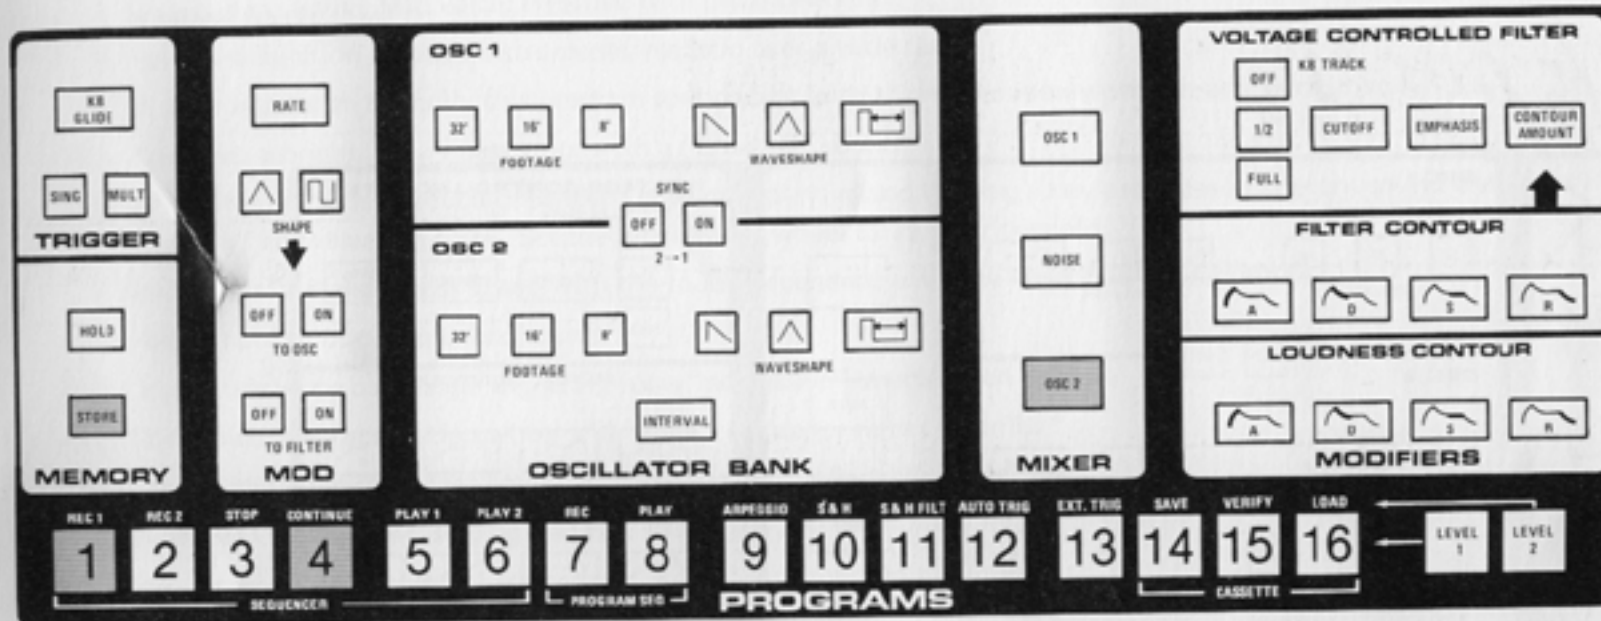 KB GLIDE
SING MULT
TRIGGER
HOLD
STORE
MEMORY
RATE
SHAPE
OFF ON
TO OSC
OFF ON
TO FILTER
MOD
OSC 1
32' 16' 8'
FOOTAGE
WAVESHAPE
SYNC
OFF ON
2→1
OSC 2
32' 16' 8'
FOOTAGE
WAVESHAPE
INTERVAL
OSCILLATOR BANK
OSC 1
NOISE
OSC 2
MIXER
VOLTAGE CONTROLLED FILTER
OFF KB TRACK
1/2 CUTOFF EMPHASIS CONTOUR AMOUNT
FULL
FILTER CONTOUR
A D S R
LOUDNESS CONTOUR
A D S R
MODIFIERS
REC 1 REC 2 STOP CONTINUE PLAY 1 PLAY 2 REC PLAY ARPEGGIO S & H S & H FILT AUTO TRIG EXT. TRIG SAVE VERIFY LOAD
1 2 3 4 5 6 7 8 9 10 11 12 13 14 15 16 LEVEL 1 LEVEL 2
SEQUENCER PROGRAM SEQ PROGRAMS CASSETTE